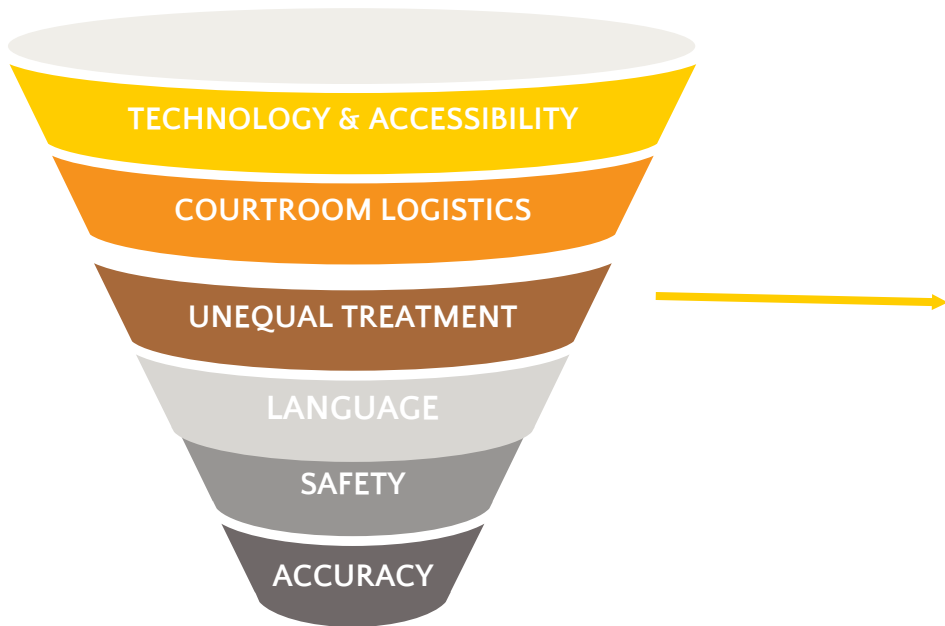 TECHNOLOGY & ACCESSIBILITY
COURTROOM LOGISTICS
UNEQUAL TREATMENT
LANGUAGE
SAFETY
ACCURACY